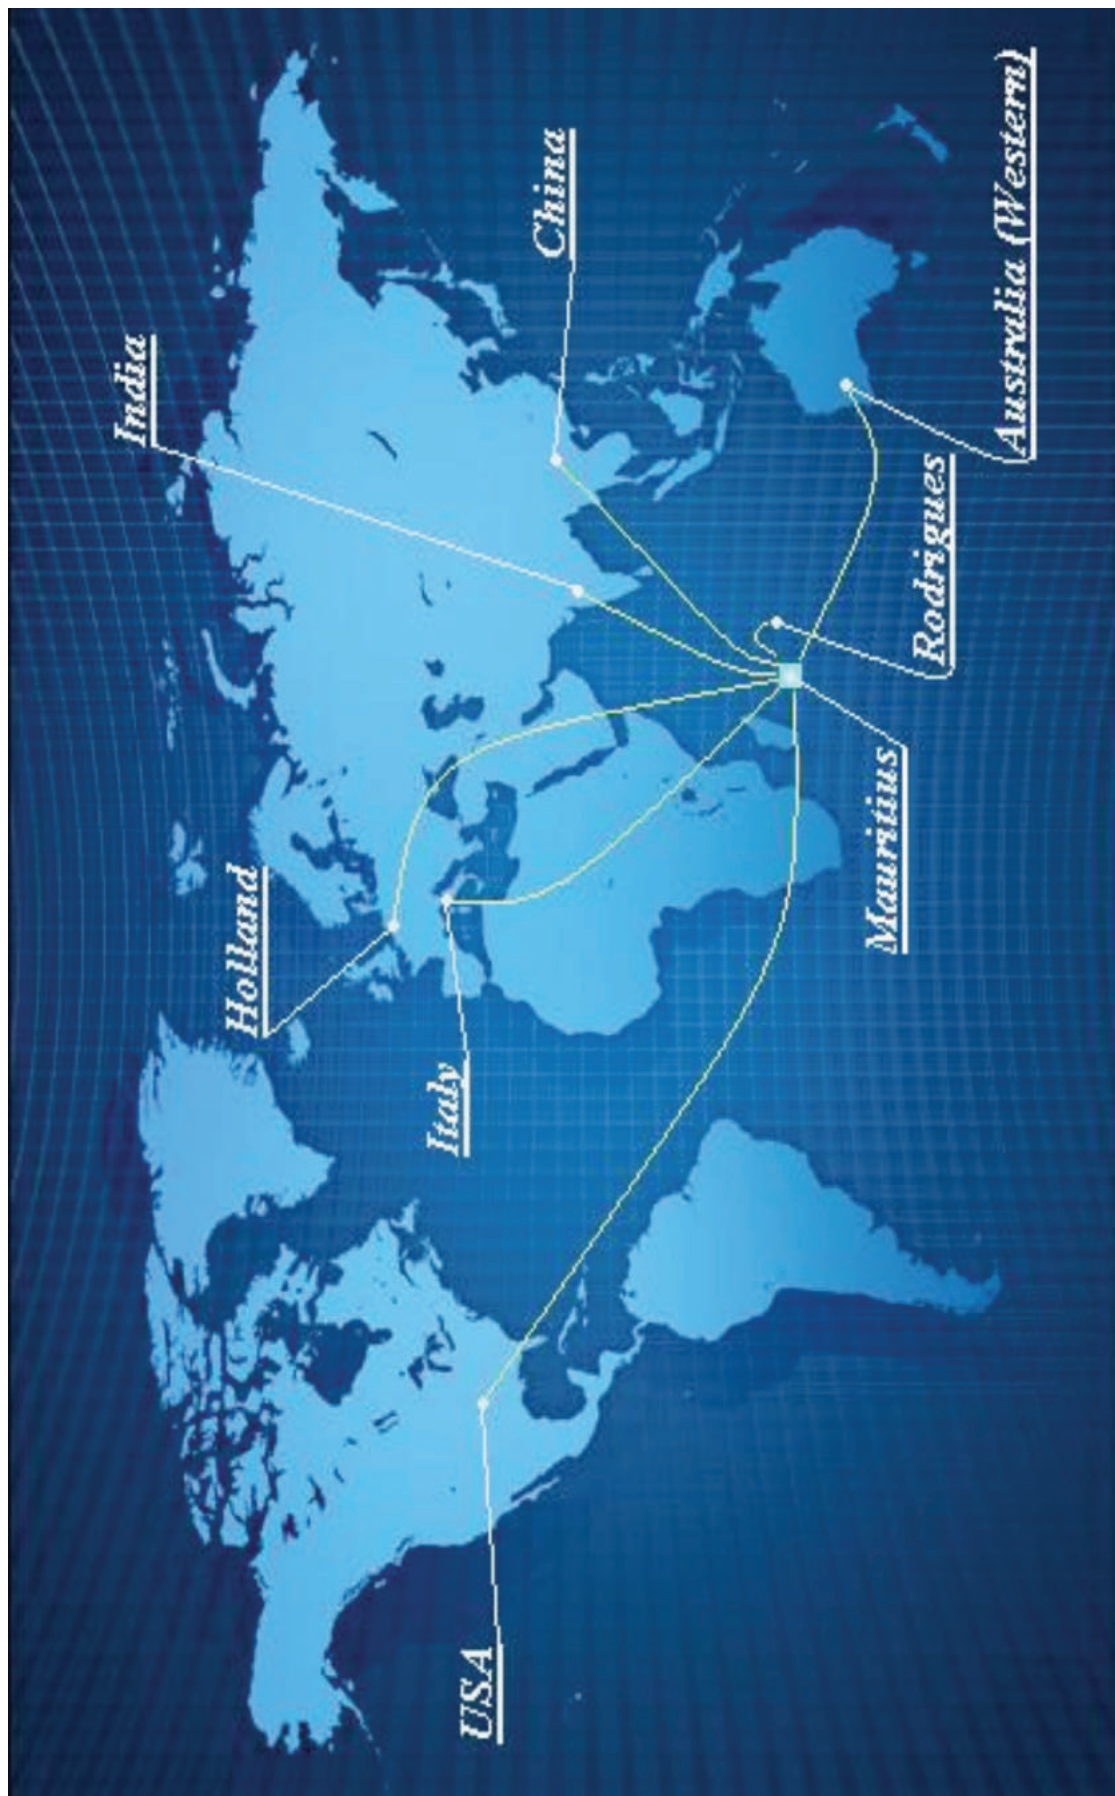 India
China
Holland
Italy
USA
Mauritius
Rodrigues
Australia (Western)